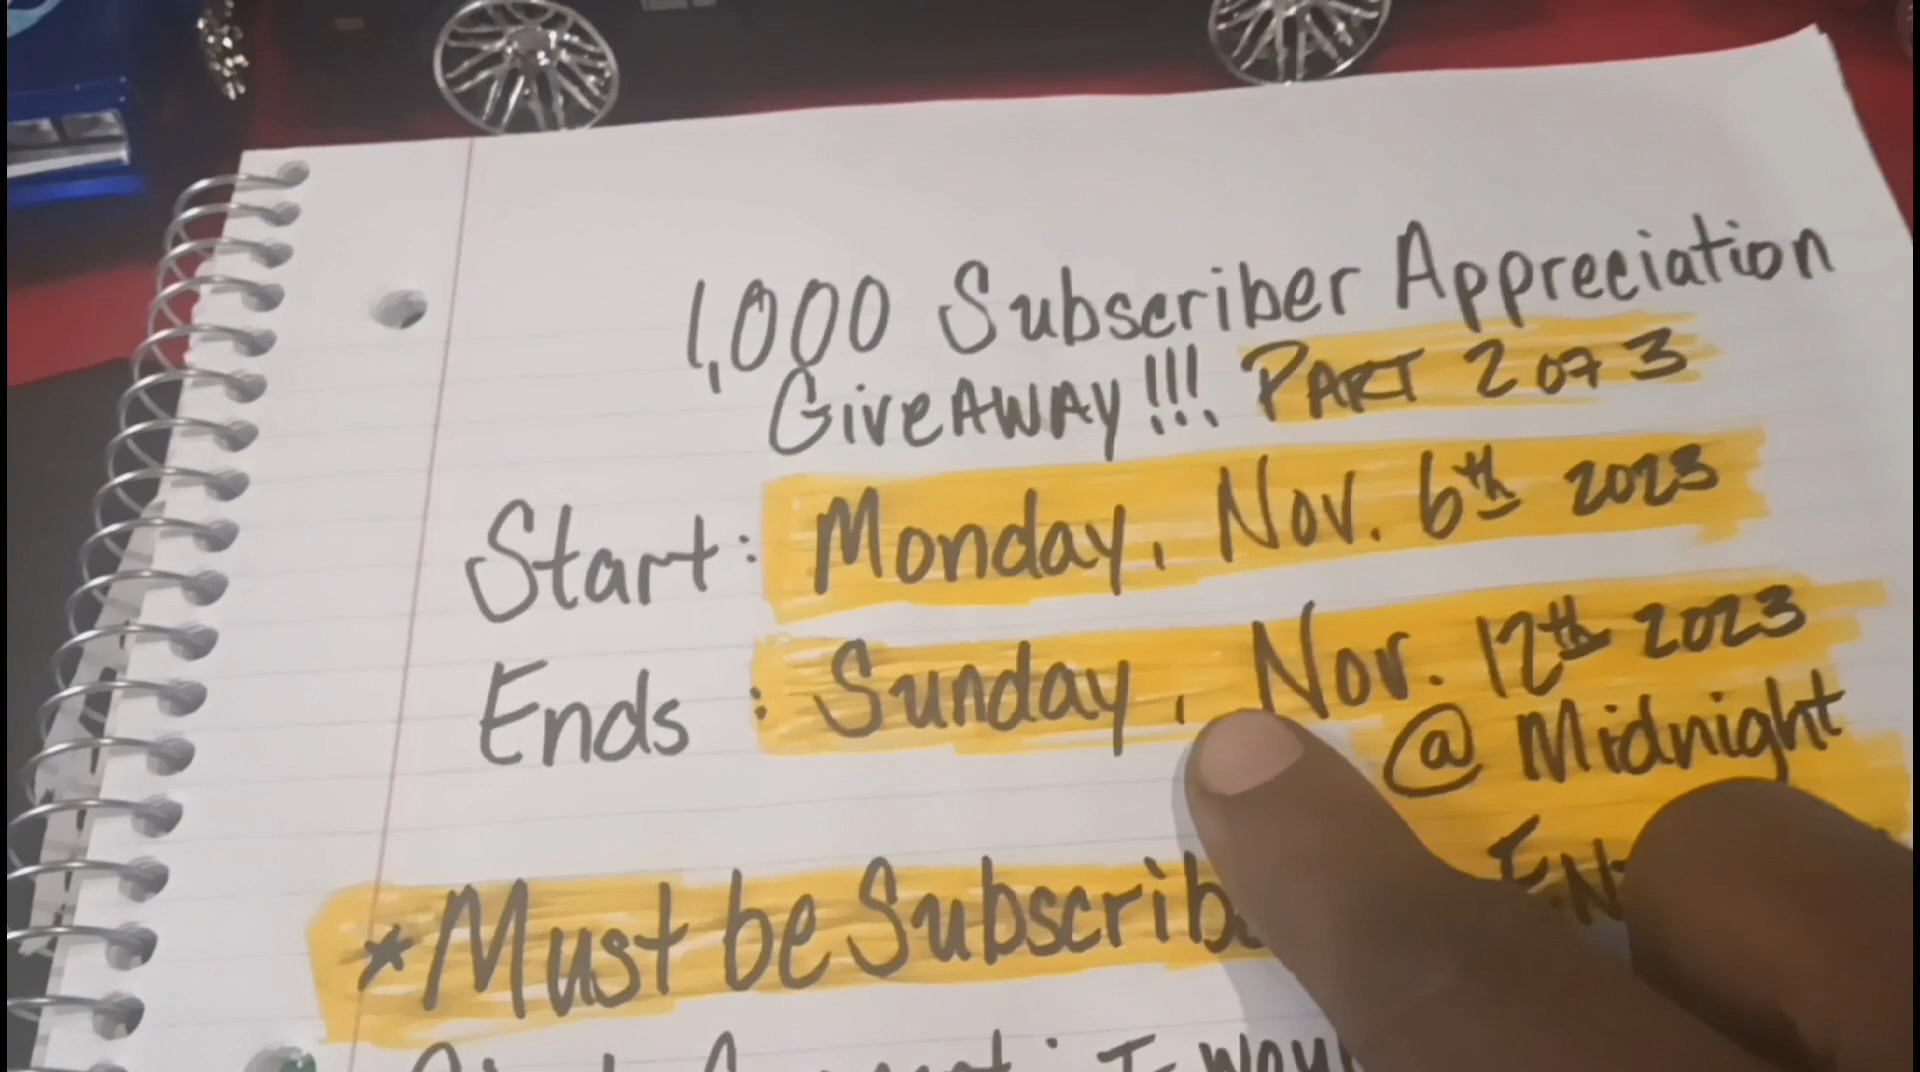 1,000 Subscriber Appreciation
GiveAWAY!!! PART 2 OF 3
Start: Monday, Nov. 6th 2023
Ends: Sunday, Nov. 12th 2023
@ Midnight
*Must be
I